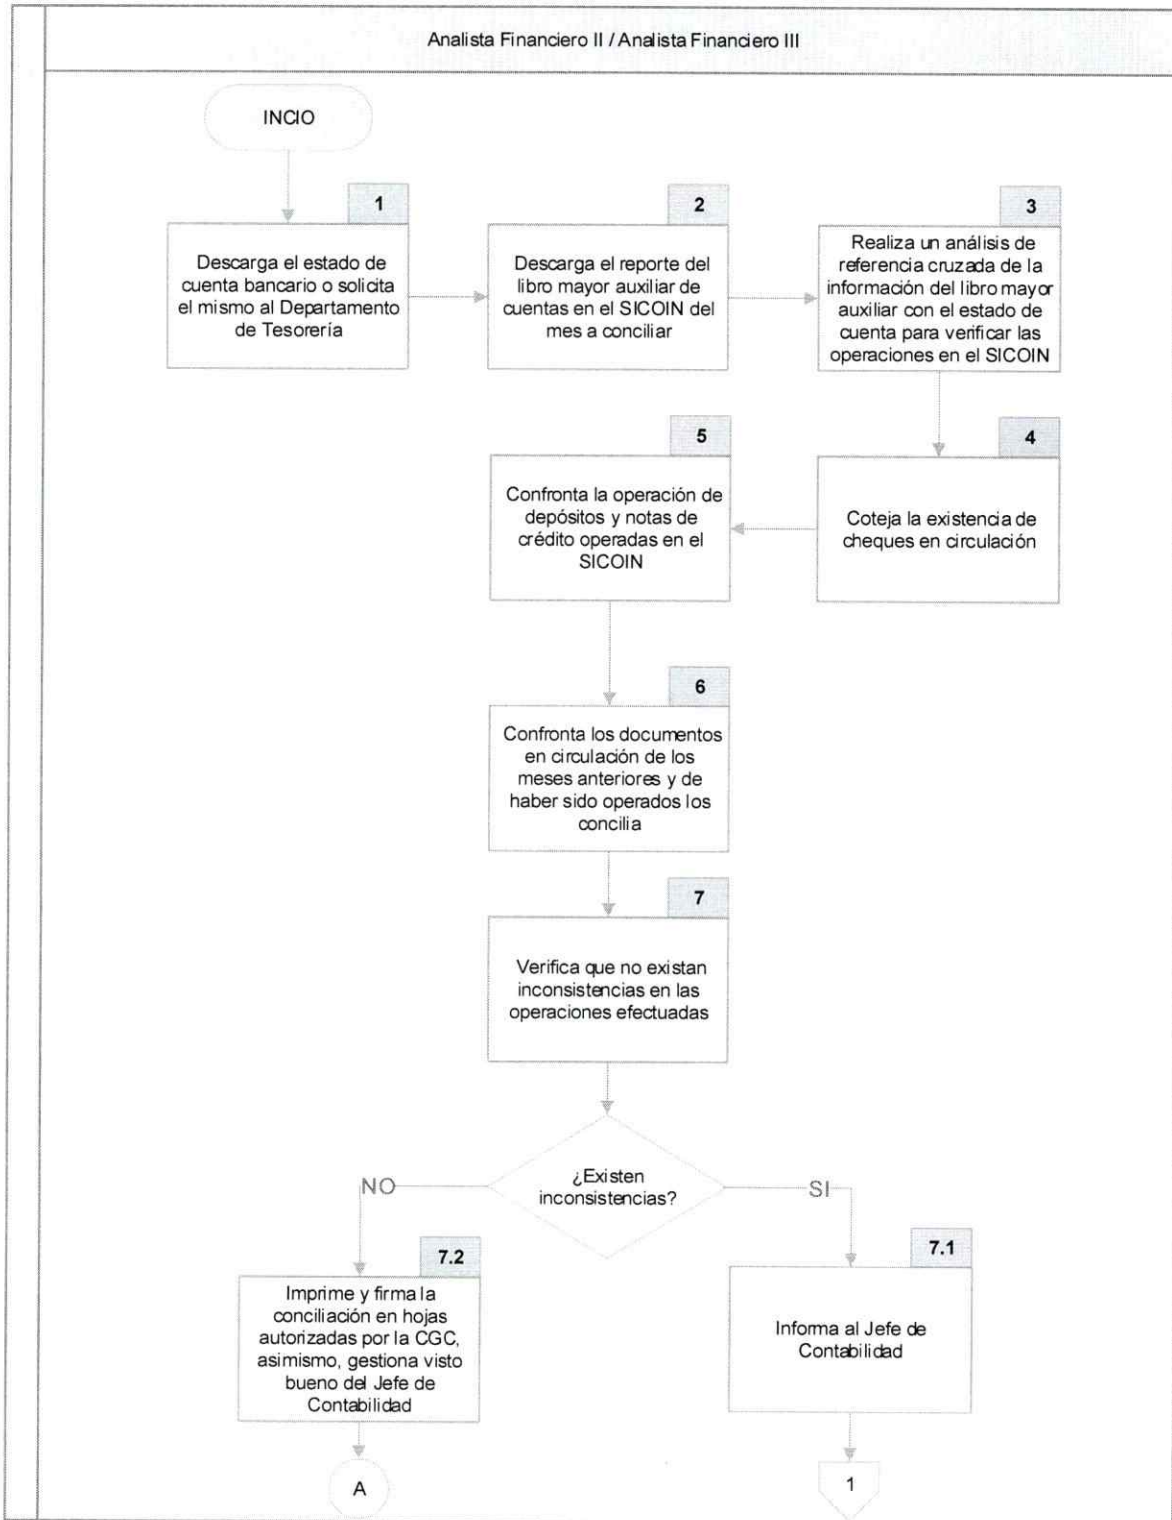 Analista Financiero II / Analista Financiero III
INCIO
1
Descarga el estado de
cuenta bancario o solicita
el mismo al Departamento
de Tesorería
2
Descarga el reporte del
libro mayor auxiliar de
cuentas en el SICOIN del
mes a conciliar
3
Realiza un análisis de
referencia cruzada de la
información del libro mayor
auxiliar con el estado de
cuenta para verificar las
operaciones en el SICOIN
4
Coteja la existencia de
cheques en circulación
5
Confronta la operación de
depósitos y notas de
crédito operadas en el
SICOIN
6
Confronta los documentos
en circulación de los
meses anteriores y de
haber sido operados los
concilia
7
Verifica que no existan
inconsistencias en las
operaciones efectuadas
¿Existen
inconsistencias?
NO
SI
7.2
Imprime y firma la
conciliación en hojas
autorizadas por la CGC,
asimismo, gestiona visto
bueno del Jefe de
Contabilidad
7.1
Informa al Jefe de
Contabilidad
A
1